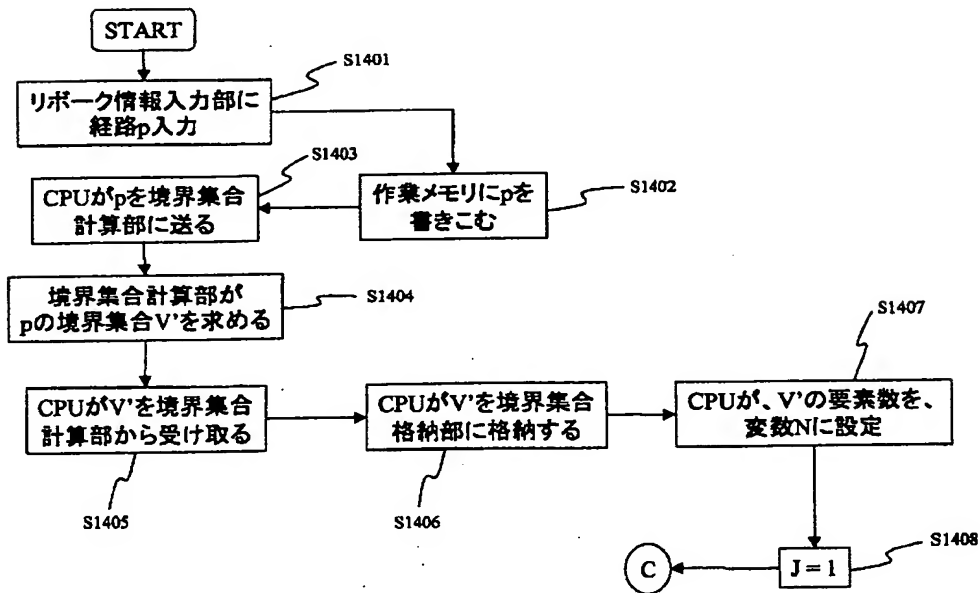 START
S1401
リボーク情報入力部に
経路p入力
S1402
作業メモリにpを
書きこむ
S1403
CPUがpを境界集合
計算部に送る
S1404
境界集合計算部が
pの境界集合V'を求める
S1405
CPUがV'を境界集合
計算部から受け取る
S1406
CPUがV'を境界集合
格納部に格納する
S1407
CPUが、V'の要素数を、
変数Nに設定
S1408
J = 1
C